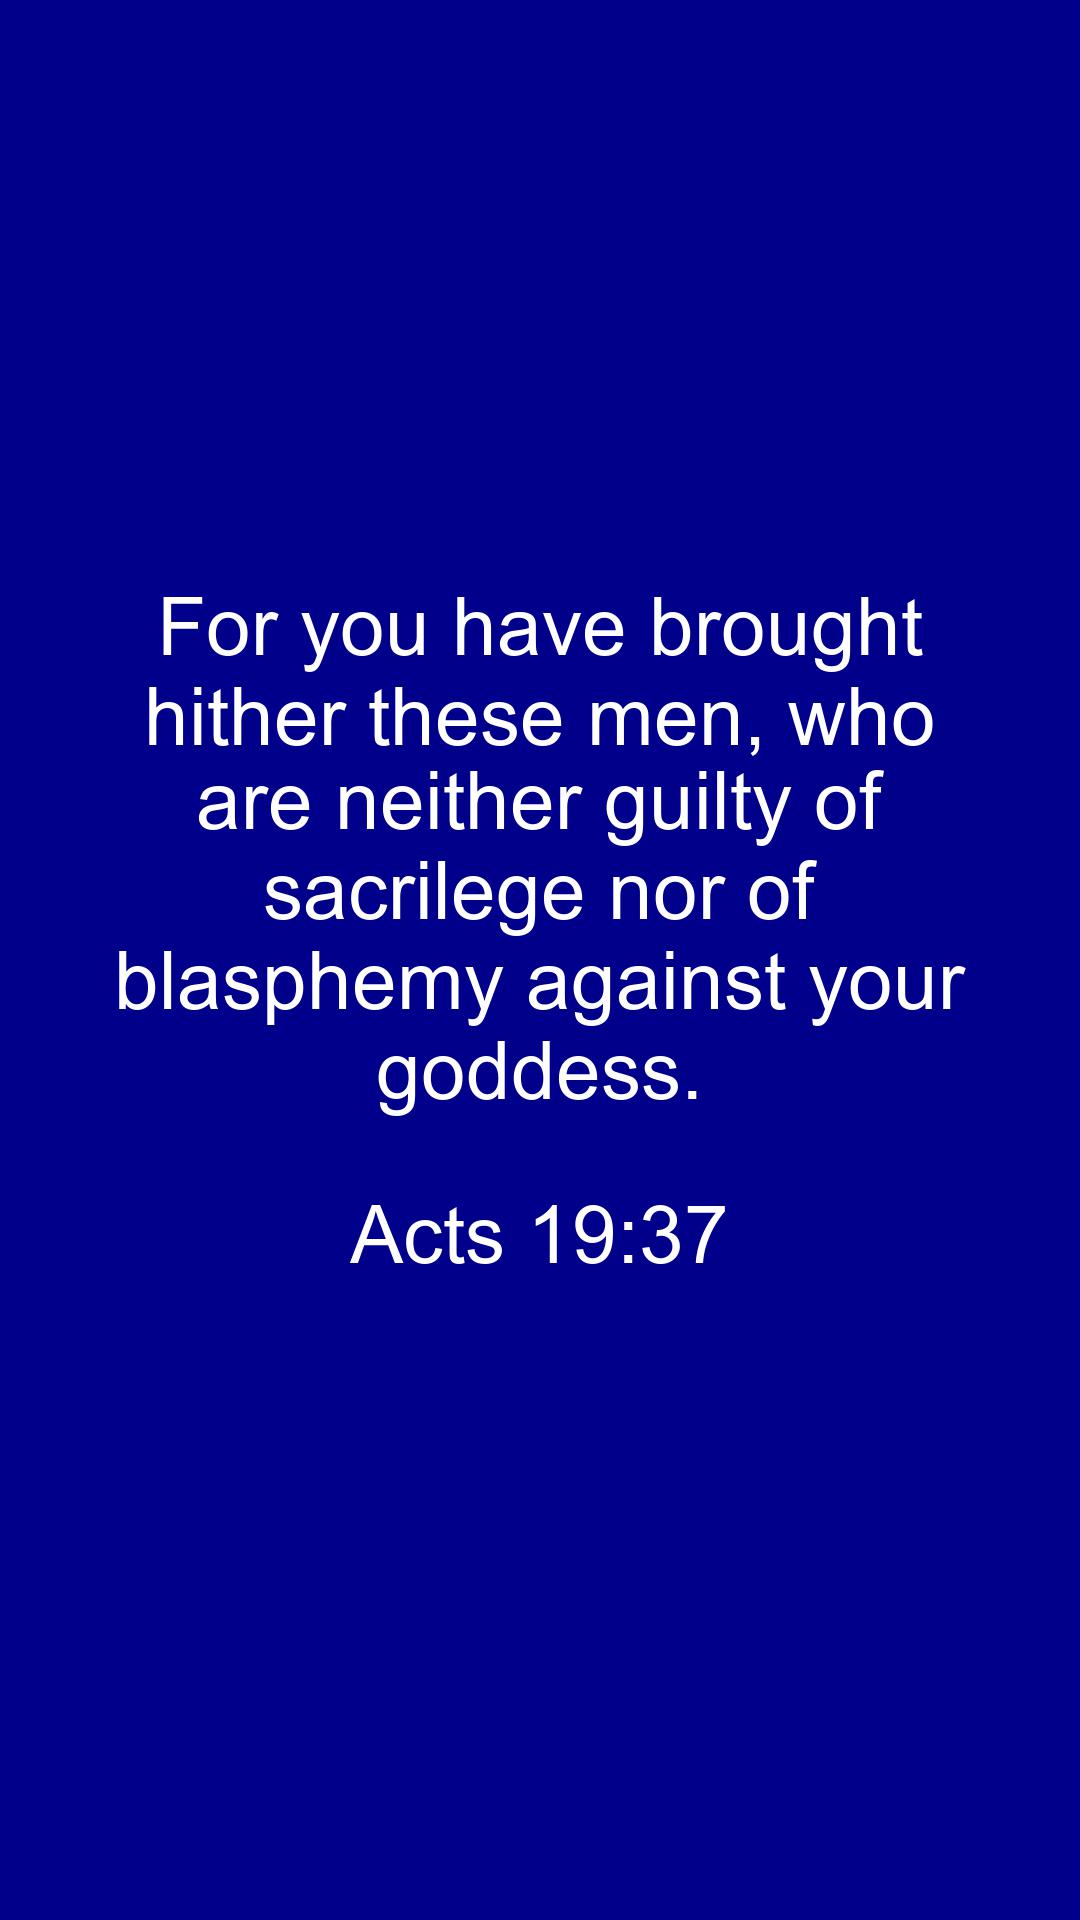 For you have brought
hither these men, who
are neither guilty of
sacrilege nor of
blasphemy against your
goddess.
Acts 19:37